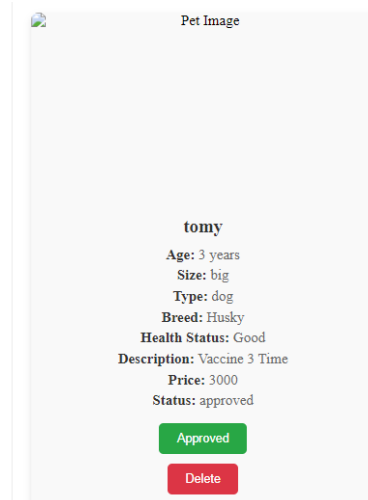 Pet Image
tomy
Age: 3 years
Size: big
Type: dog
Breed: Husky
Health Status: Good
Description: Vaccine 3 Time
Price: 3000
Status: approved
Approved
Delete